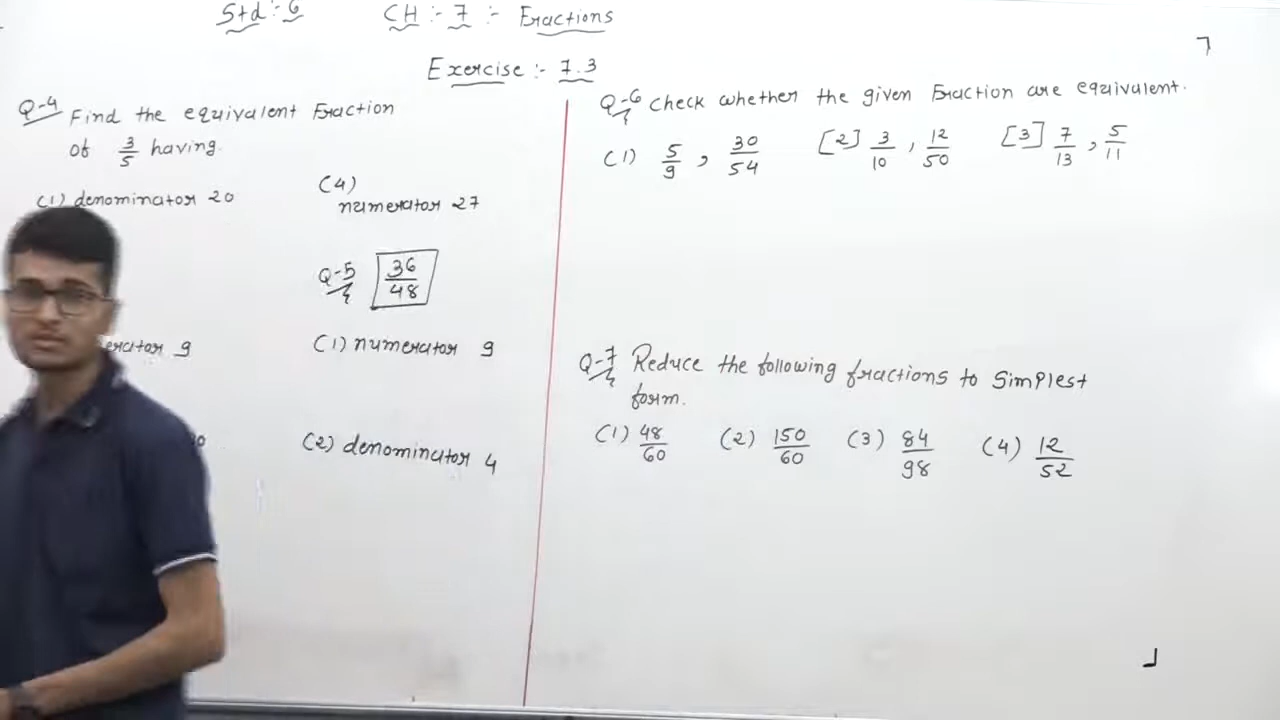 Std :- 6 CH :- 7 :- Fractions
Exercise :- 7.3
Q-4 Find the equivalent Fraction
of 3/5 having.
(1) denominator 20
(4)
numerator 27
Q-5 36/48
9
(1) numerator 9
(2) denominator 4
Q-6 Check whether the given Fraction are equivalent.
(1) 5/9 , 30/54 [2] 3/10 , 12/50 [3] 7/13 , 5/11
Q-7 Reduce the following fractions to simplest
form.
(1) 48/60 (2) 150/60 (3) 84/98 (4) 12/52